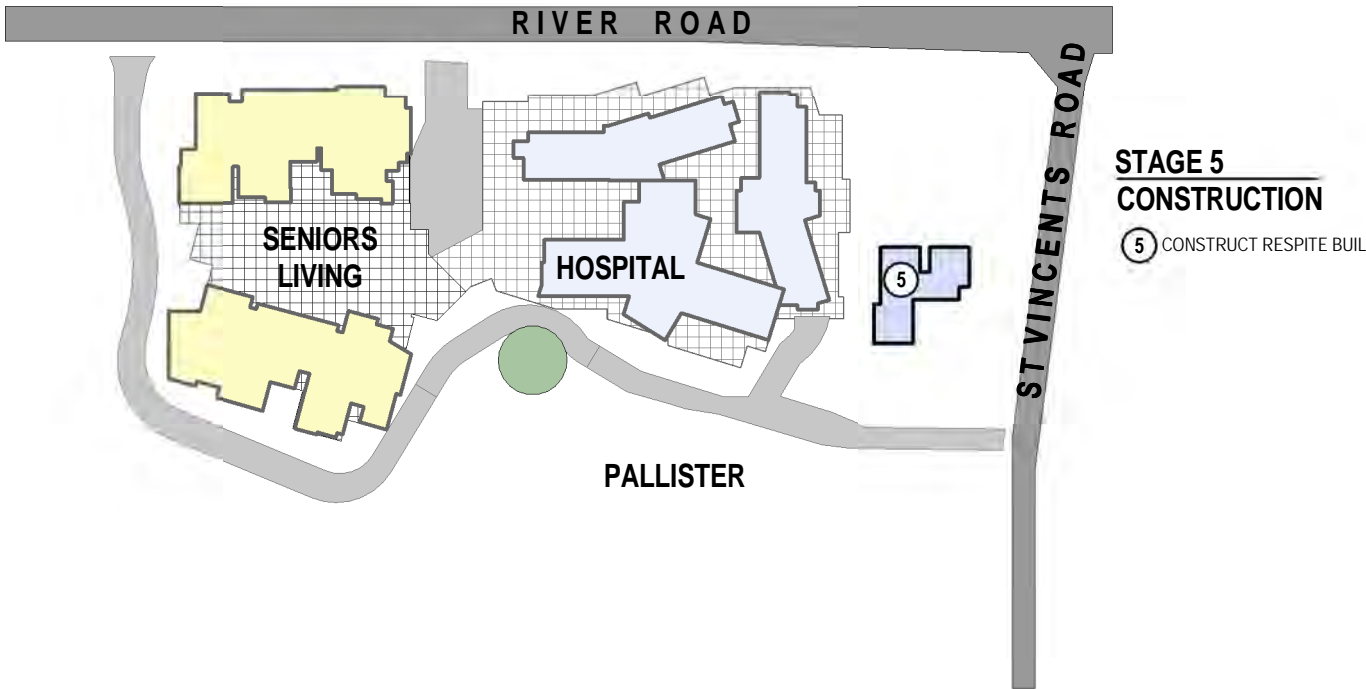 RIVER ROAD
ST VINCENTS ROAD
STAGE 5
CONSTRUCTION
5 CONSTRUCT RESPITE BUIL
SENIORS
LIVING
HOSPITAL
5
PALLISTER